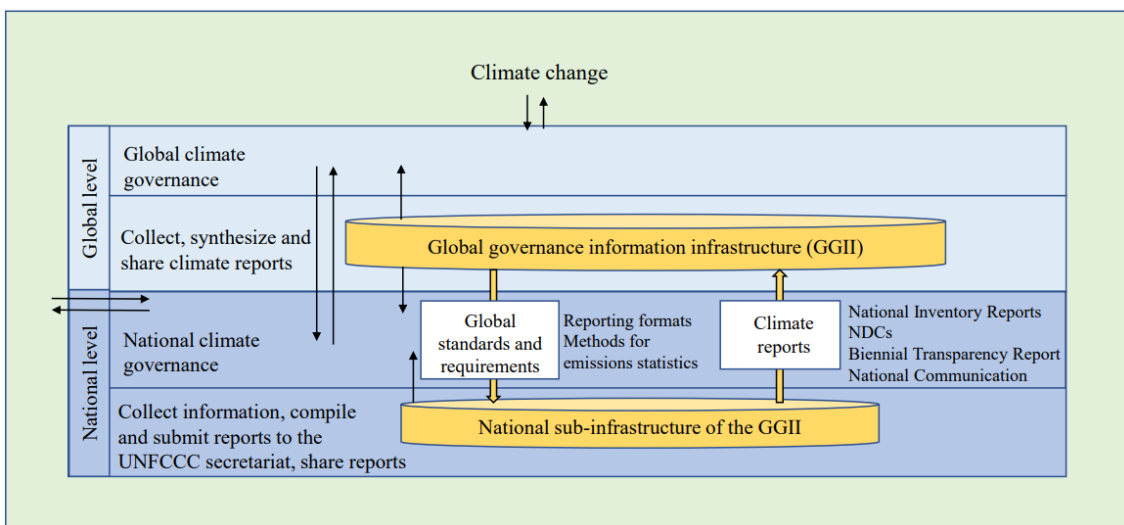 Climate change
Global level
Global climate
governance
Collect, synthesize and
share climate reports
Global governance information infrastructure (GGII)
National level
National climate
governance
Global
standards and
requirements
Reporting formats
Methods for
emissions statistics
Climate
reports
National Inventory Reports
NDCs
Biennial Transparency Report
National Communication
Collect information, compile
and submit reports to the
UNFCCC secretariat, share reports
National sub-infrastructure of the GGII